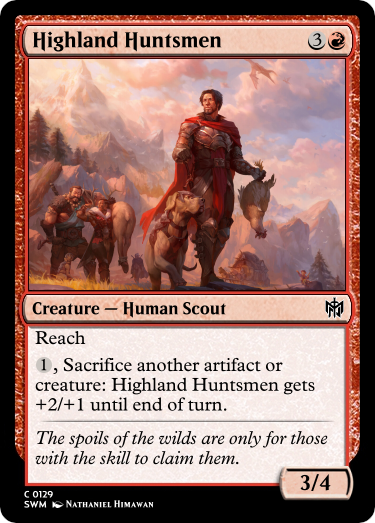 Highland Huntsmen 3
Creature — Human Scout
Reach
1, Sacrifice another artifact or
creature: Highland Huntsmen gets
+2/+1 until end of turn.
The spoils of the wilds are only for those
with the skill to claim them.
3/4
C 0129
SWM Nathaniel Himawan